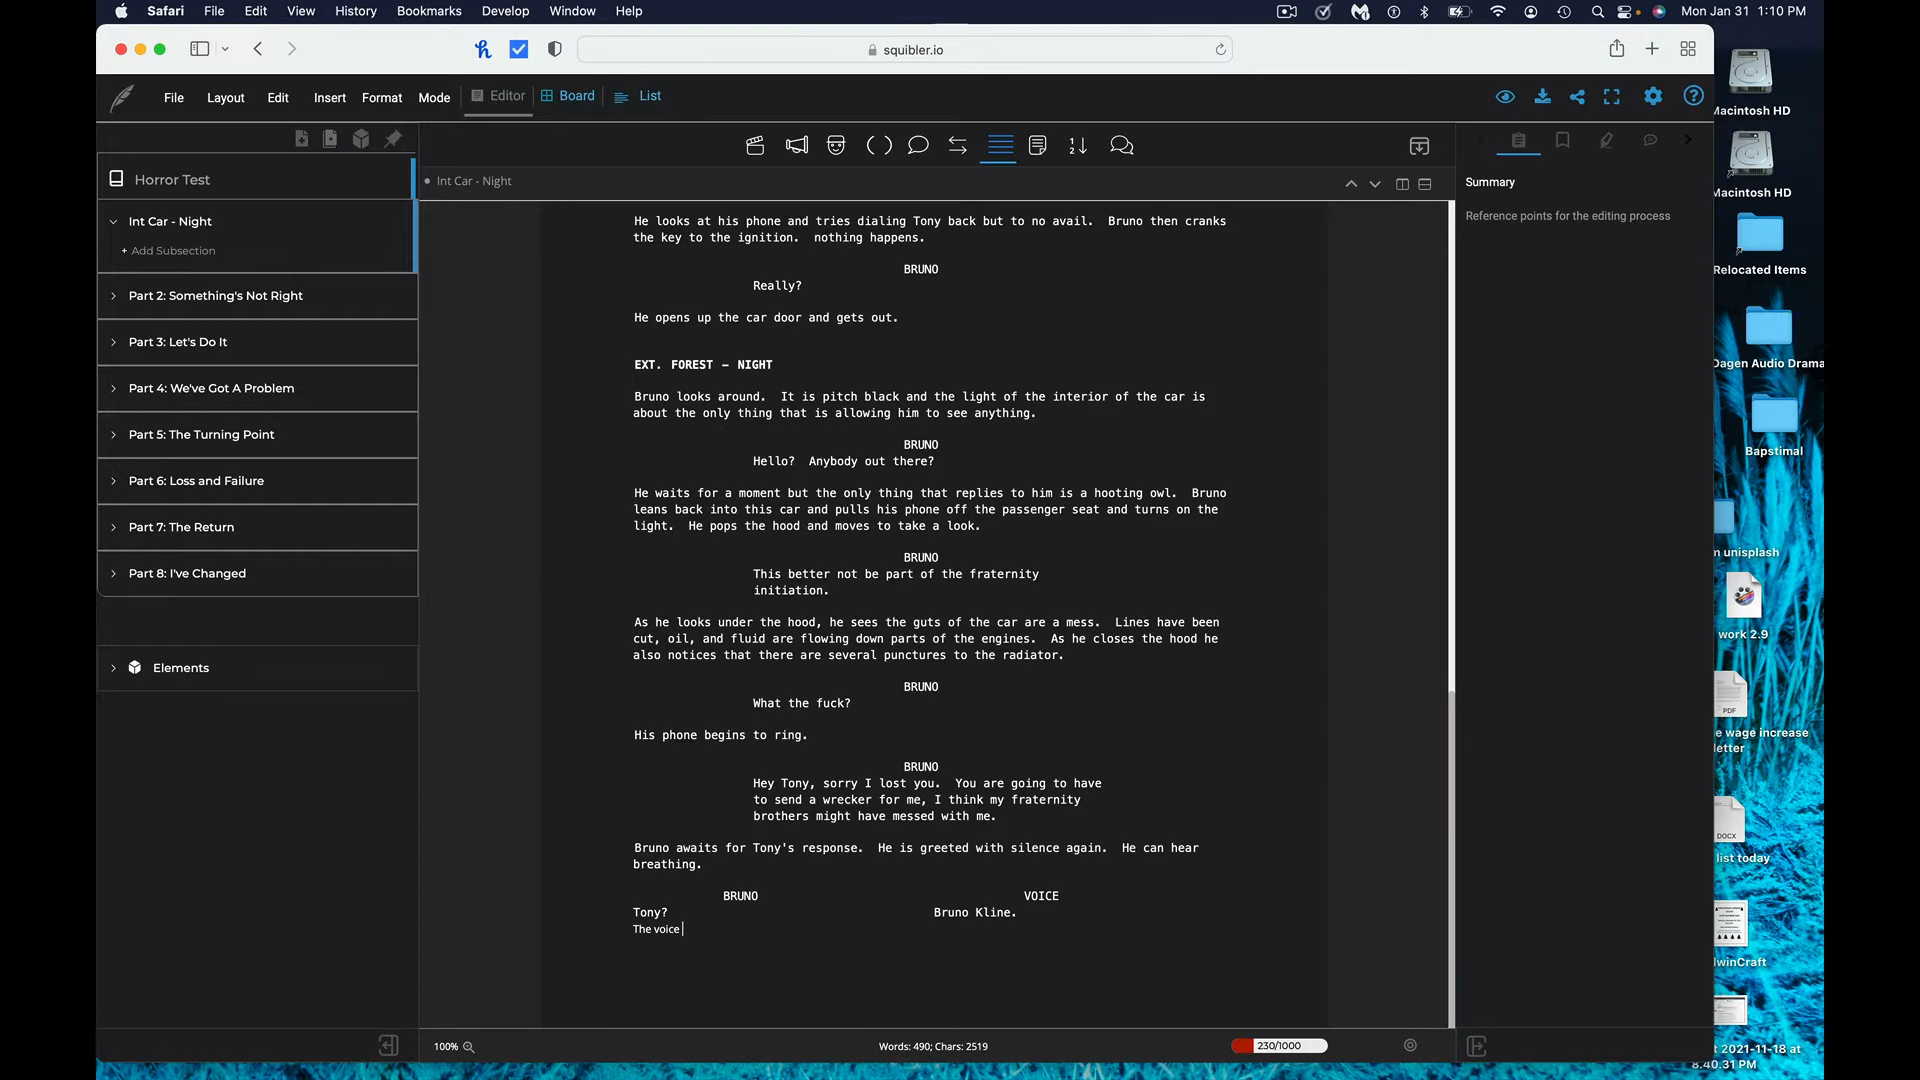 Safari File Edit View History Bookmarks Develop Window Help Mon Jan 31 1:10 PM
squibler.io
File Layout Edit Insert Format Mode Editor Board List
Horror Test
Int Car - Night
+ Add Subsection
Part 2: Something's Not Right
Part 3: Let's Do It
Part 4: We've Got A Problem
Part 5: The Turning Point
Part 6: Loss and Failure
Part 7: The Return
Part 8: I've Changed
Elements
Int Car - Night
He looks at his phone and tries dialing Tony back but to no avail. Bruno then cranks
the key to the ignition. nothing happens.
BRUNO
Really?
He opens up the car door and gets out.
EXT. FOREST – NIGHT
Bruno looks around. It is pitch black and the light of the interior of the car is
about the only thing that is allowing him to see anything.
BRUNO
Hello? Anybody out there?
He waits for a moment but the only thing that replies to him is a hooting owl. Bruno
leans back into this car and pulls his phone off the passenger seat and turns on the
light. He pops the hood and moves to take a look.
BRUNO
This better not be part of the fraternity
initiation.
As he looks under the hood, he sees the guts of the car are a mess. Lines have been
cut, oil, and fluid are flowing down parts of the engines. As he closes the hood he
also notices that there are several punctures to the radiator.
BRUNO
What the fuck?
His phone begins to ring.
BRUNO
Hey Tony, sorry I lost you. You are going to have
to send a wrecker for me, I think my fraternity
brothers might have messed with me.
Bruno awaits for Tony's response. He is greeted with silence again. He can hear
breathing.
BRUNO VOICE
Tony? Bruno Kline.
The voice
100% Words: 490; Chars: 2519 230/1000
Summary
Reference points for the editing process
Macintosh HD
Macintosh HD
Relocated Items
Dagen Audio Drama
Bapstimal
m unisplash
work 2.9
PDF
e wage increase
letter
DOCX
list today
lwinCraft
t 2021-11-18 at
8.40.31 PM